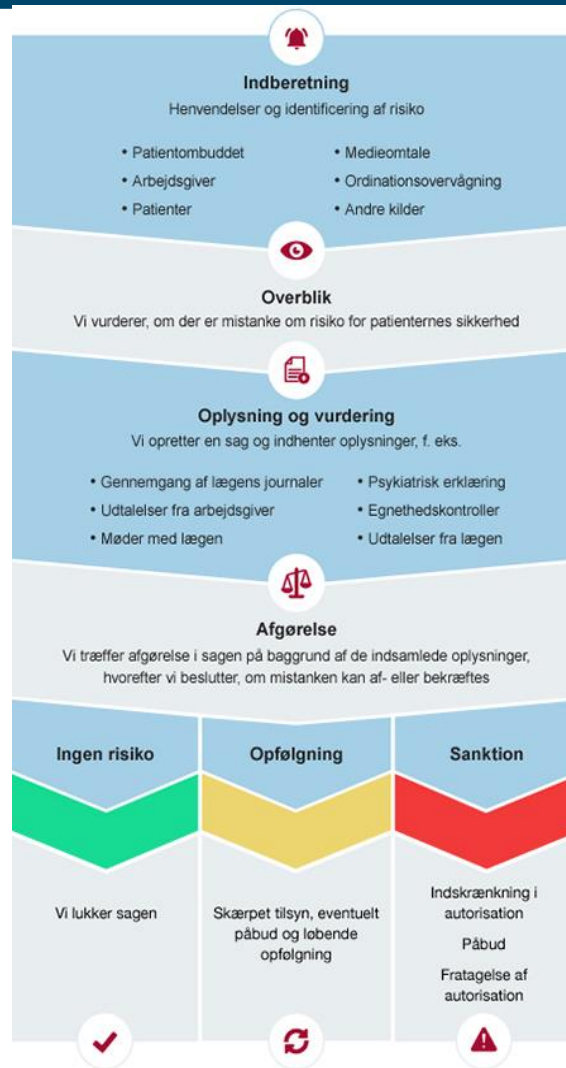 Indberetning
Henvendelser og identificering af risiko
• Patientombuddet
• Arbejdsgiver
• Patienter
• Medieomtale
• Ordinationsovervågning
• Andre kilder
Overblik
Vi vurderer, om der er mistanke om risiko for patienternes sikkerhed
Oplysning og vurdering
Vi opretter en sag og indhenter oplysninger, f. eks.
• Gennemgang af lægens journaler
• Udtalelser fra arbejdsgiver
• Møder med lægen
• Psykiatrisk erklæring
• Egnethedskontroller
• Udtalelser fra lægen
Afgørelse
Vi træffer afgørelse i sagen på baggrund af de indsamlede oplysninger,
hvorefter vi beslutter, om mistanken kan af- eller bekræftes
Ingen risiko
Vi lukker sagen
Opfølgning
Skærpet tilsyn, eventuelt
påbud og løbende
opfølgning
Sanktion
Indskrænkning i
autorisation
Påbud
Fratagelse af
autorisation